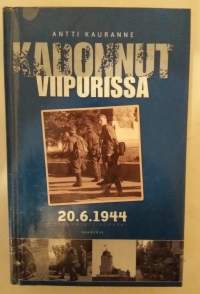 ANTTI KAURANNE
KADONNUT
VIIPURISSA
20.6.1944